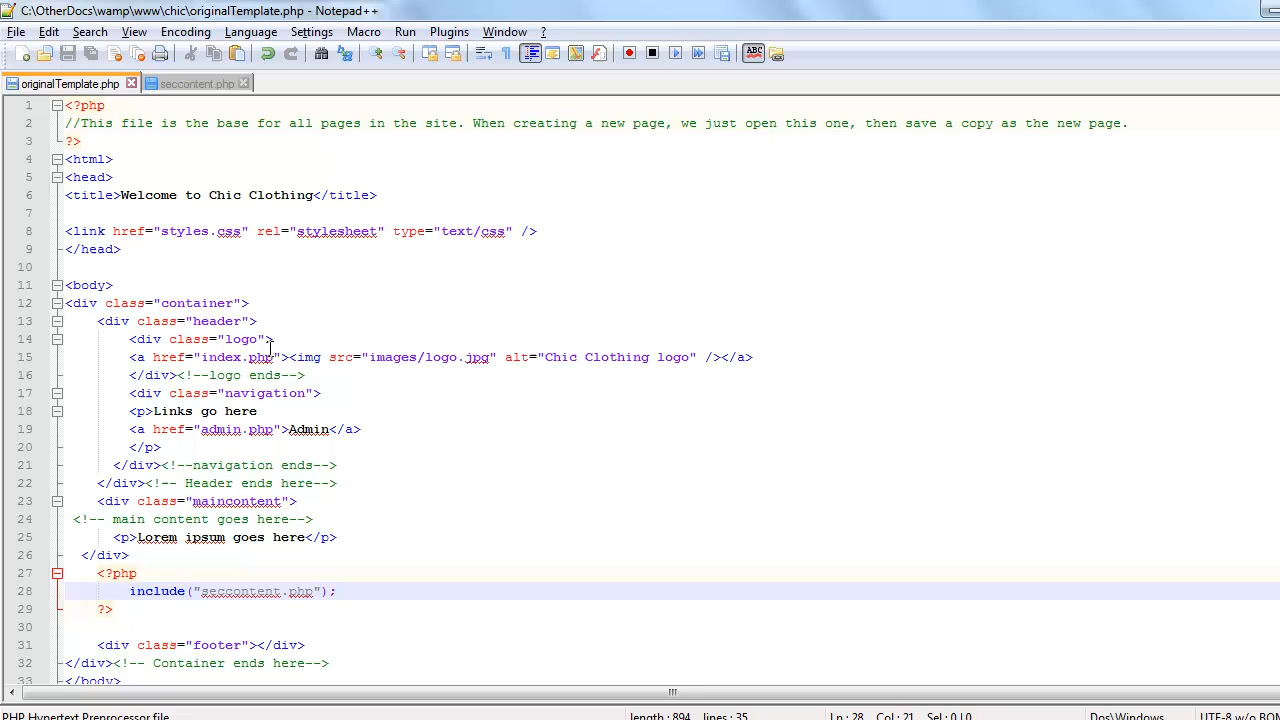 C:\OtherDocs\wamp\www\chic\originalTemplate.php - Notepad++
File Edit Search View Encoding Language Settings Macro Run Plugins Window ?
ABC
originalTemplate.php seccontent.php
1 <?php
2 //This file is the base for all pages in the site. When creating a new page, we just open this one, then save a copy as the new page.
3 ?>
4 <html>
5 <head>
6 <title>Welcome to Chic Clothing</title>
7
8 <link href="styles.css" rel="stylesheet" type="text/css" />
9 </head>
10
11 <body>
12 <div class="container">
13 <div class="header">
14 <div class="logo">
15 <a href="index.php"><img src="images/logo.jpg" alt="Chic Clothing logo" /></a>
16 </div><!--logo ends-->
17 <div class="navigation">
18 <p>Links go here
19 <a href="admin.php">Admin</a>
20 </p>
21 </div><!--navigation ends-->
22 </div><!-- Header ends here-->
23 <div class="maincontent">
24 <!-- main content goes here-->
25 <p>Lorem ipsum goes here</p>
26 </div>
27 <?php
28 include("seccontent.php");
29 ?>
30
31 <div class="footer"></div>
32 </div><!-- Container ends here-->
33 </body>
PHP Hypertext Preprocessor file length : 894 lines : 35 Ln : 28 Col : 21 Sel : 0 | 0 Dos\Windows UTF-8 w/o BOM